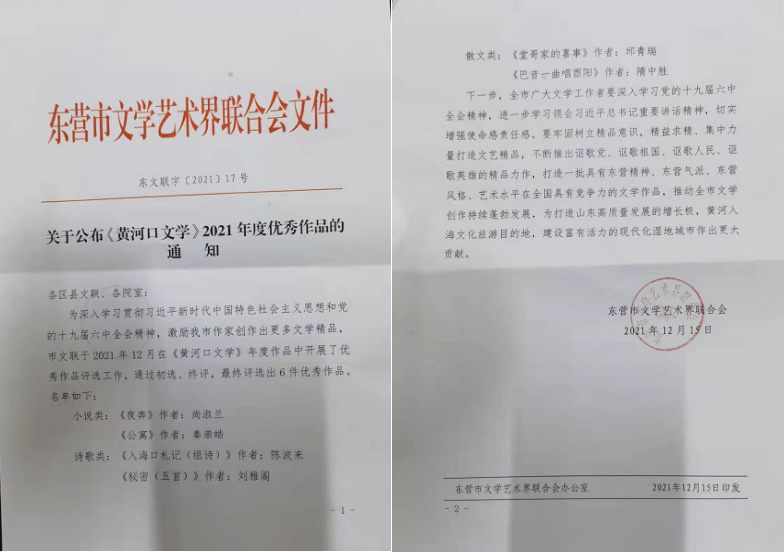 东营市文学艺术界联合会文件
东文联字〔2021〕17号
关于公布《黄河口文学》2021年度优秀作品的
通 知
各区县文联、各院室：
为深入学习贯彻习近平新时代中国特色社会主义思想和党
的十九届六中全会精神，激励我市作家创作出更多文学精品，
市文联于2021年12月在《黄河口文学》年度作品中开展了优
秀作品评选工作，通过初选、终评，最终评选出6件优秀作品。
名单如下：
小说类：《夜奔》作者：尚淑兰
《公寓》作者：秦崇皓
诗歌类：《入海口札记（组诗）》作者：陈波来
《秘密（五首）》作者：刘雅阁
- 1 -
散文类：《堂哥家的喜事》作者：邱青瑞
《巴音一曲唱酉阳》作者：隋中胜
下一步，全市广大文学工作者要深入学习党的十九届六中
全会精神，进一步学习领会习近平总书记重要讲话精神，切实
增强使命感责任感。要牢固树立精品意识，精益求精、集中力
量打造文艺精品，不断推出讴歌党、讴歌祖国、讴歌人民、讴
歌英雄的精品力作，打造一批具有东营精神、东营气派、东营
风格、艺术水平在全国具有竞争力的文学作品，推动全市文学
创作持续蓬勃发展，为打造山东高质量发展的增长极，黄河入
海文化旅游目的地，建设富有活力的现代化湿地城市作出更大
贡献。
东营市文学艺术界联合会
2021年12月15日
东营市文学艺术界联合会办公室 2021年12月15日印发
- 2 -